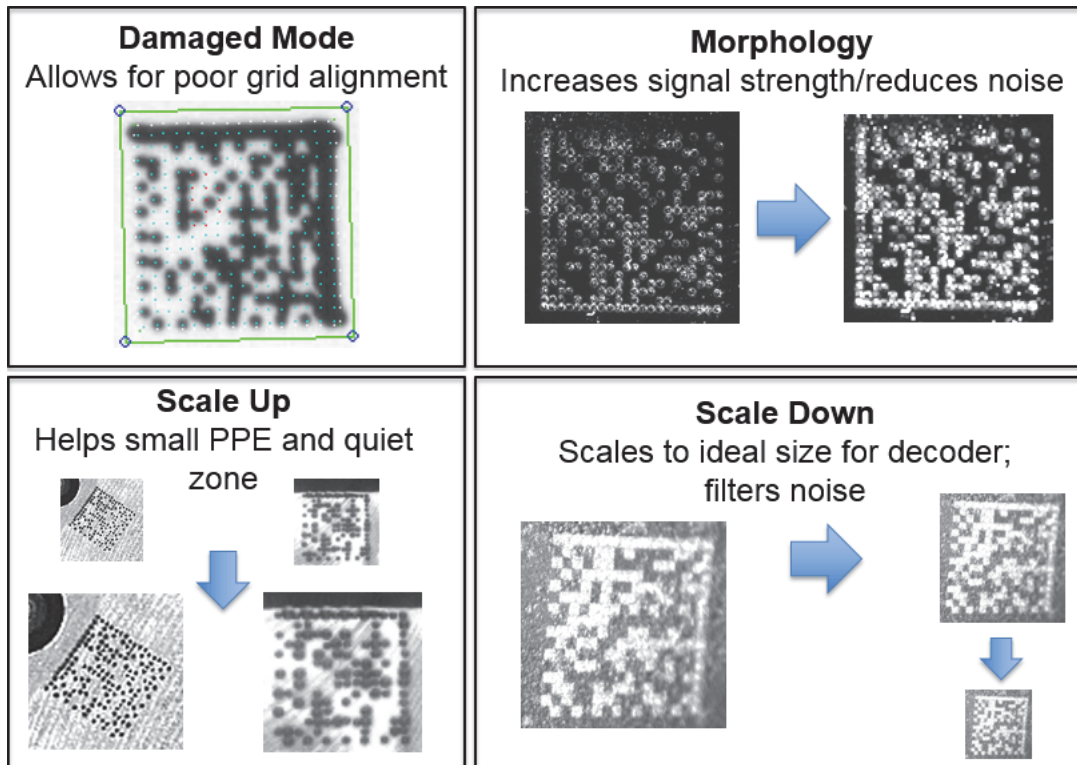 Damaged Mode
Allows for poor grid alignment
Morphology
Increases signal strength/reduces noise
Scale Up
Helps small PPE and quiet
zone
Scale Down
Scales to ideal size for decoder;
filters noise